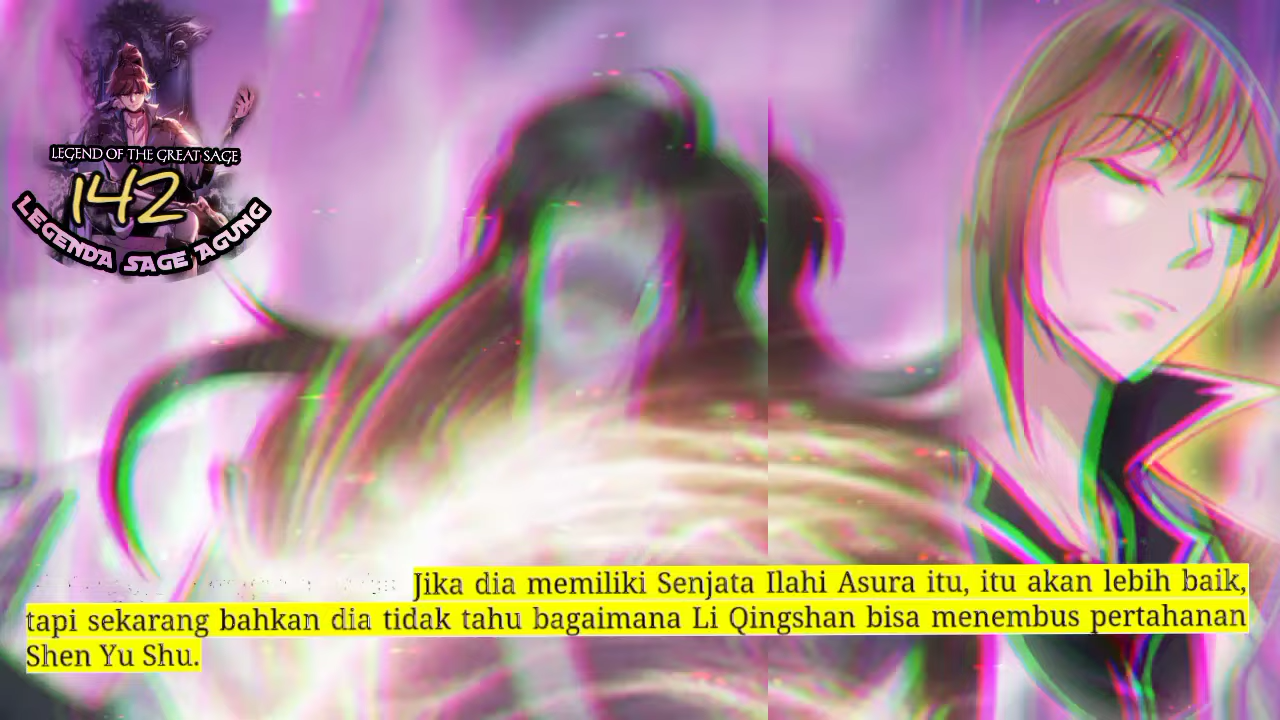 LEGEND OF THE GREAT SAGE
142
LEGENDA SAGE AGUNG
Jika dia memiliki Senjata Ilahi Asura itu, itu akan lebih baik,
tapi sekarang bahkan dia tidak tahu bagaimana Li Qingshan bisa menembus pertahanan
Shen Yu Shu.